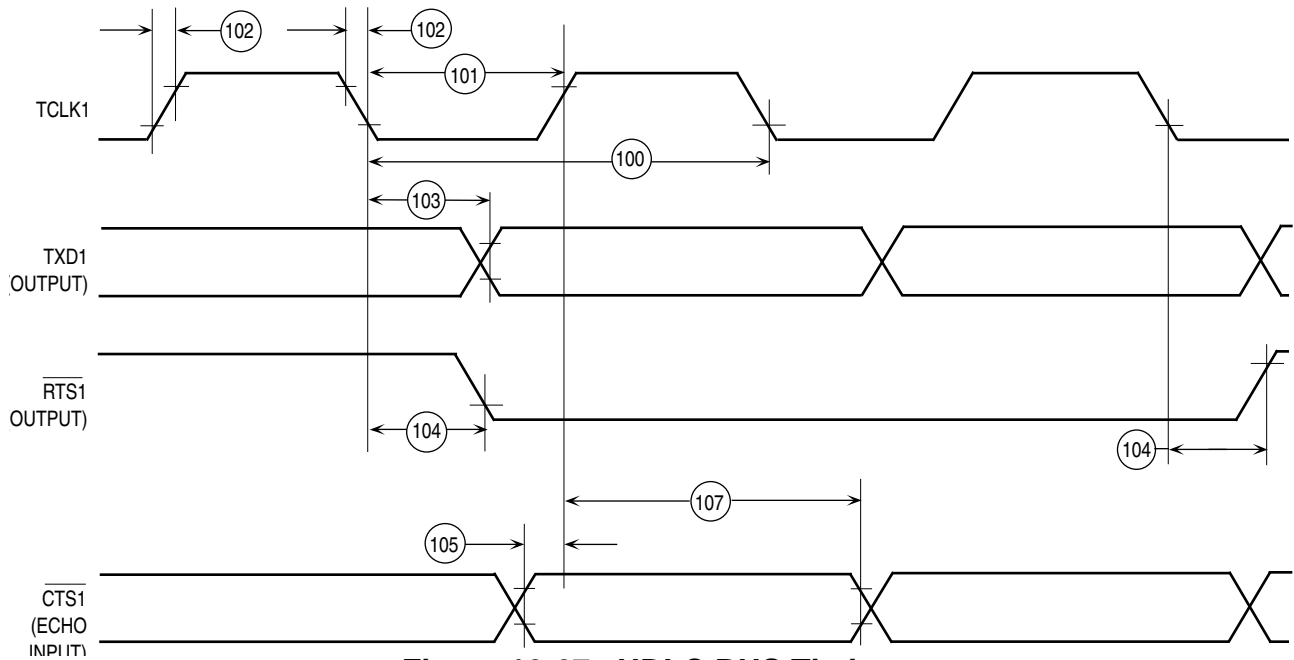 102
102
101
TCLK1
100
103
TXD1
(OUTPUT)
RTS1
OUTPUT)
104
104
107
105
CTS1
(ECHO
INPUT)